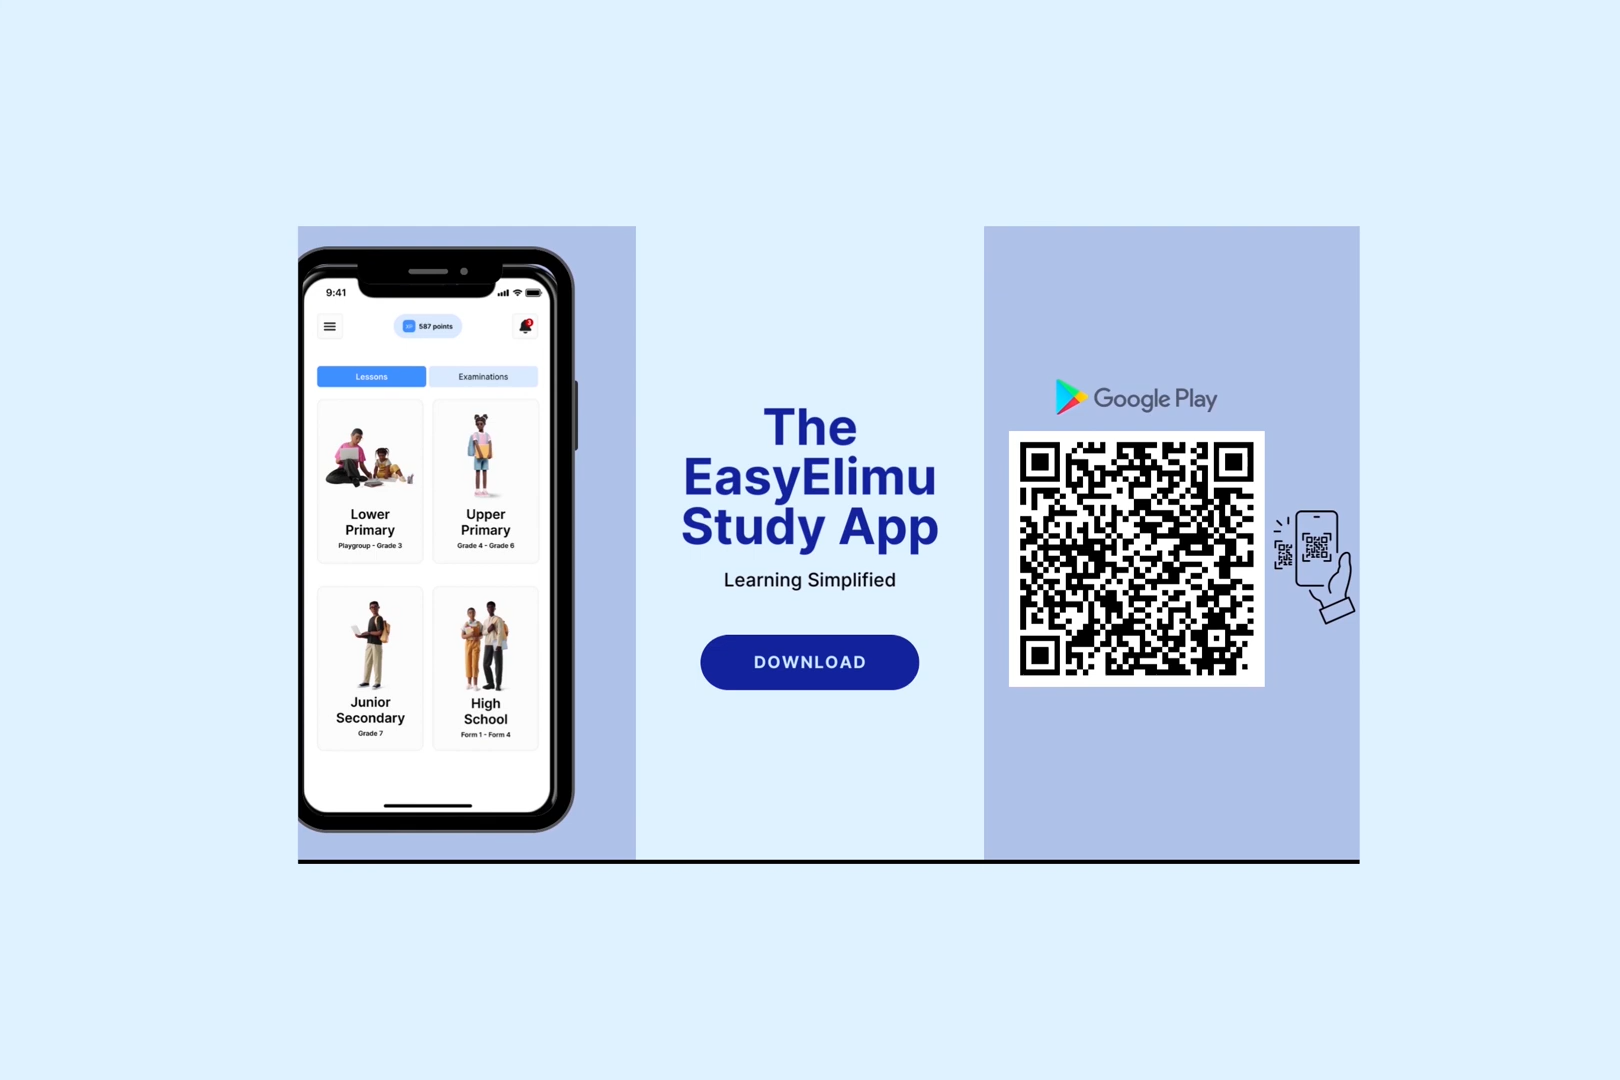 9:41
587 points
Lessons
Examinations
Lower
Primary
Playgroup - Grade 3
Upper
Primary
Grade 4 - Grade 6
Junior
Secondary
Grade 7
High
School
Form 1 - Form 4
The
EasyElimu
Study App
Learning Simplified
DOWNLOAD
Google Play